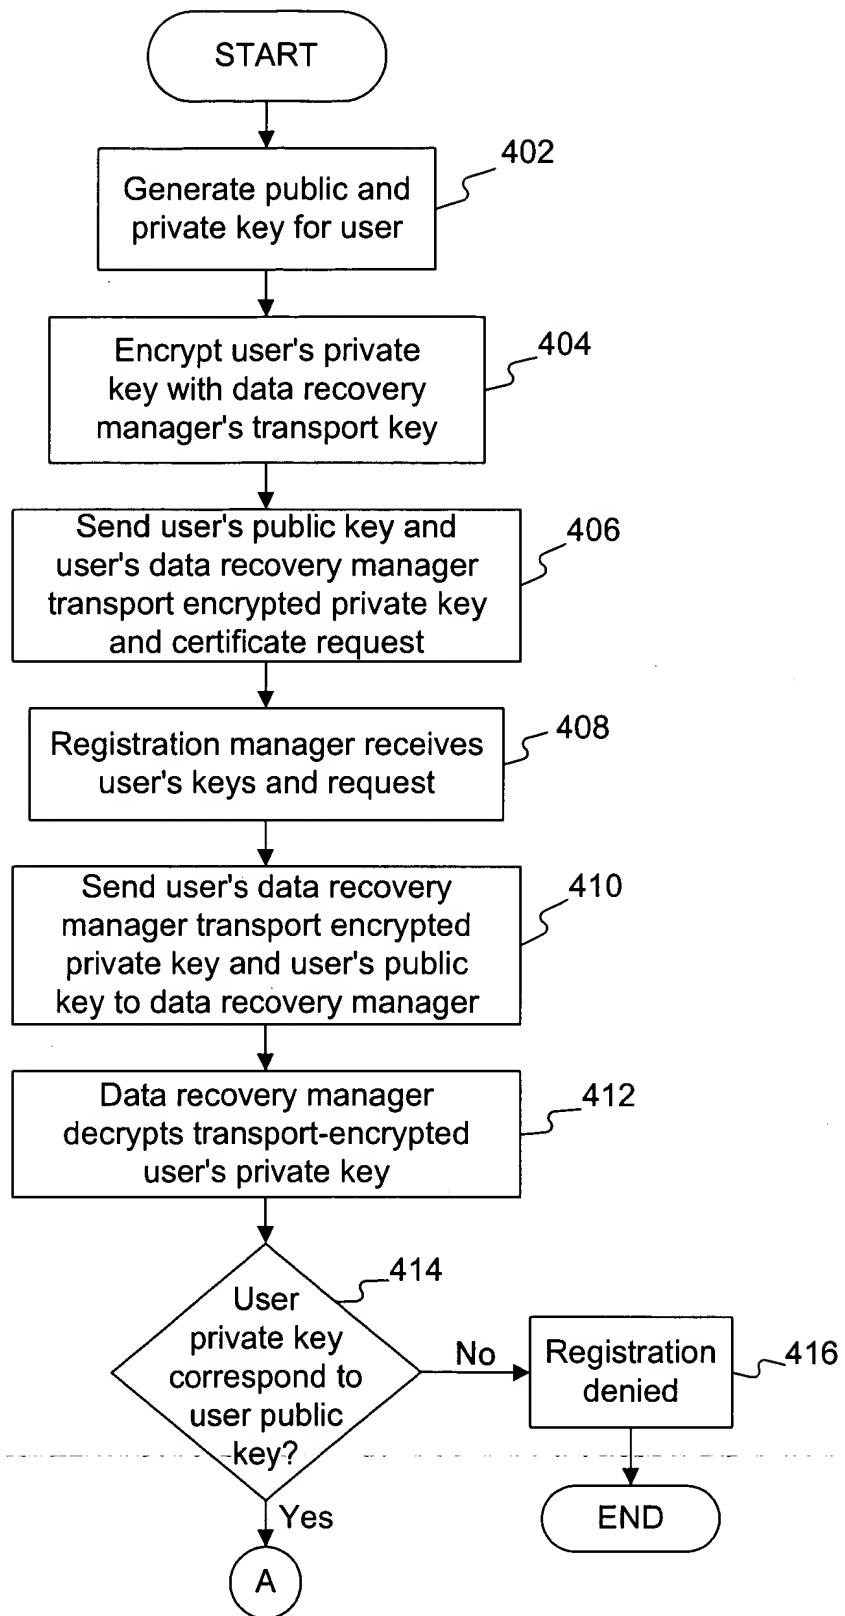 START
402
Generate public and
private key for user
404
Encrypt user's private
key with data recovery
manager's transport key
406
Send user's public key and
user's data recovery manager
transport encrypted private key
and certificate request
408
Registration manager receives
user's keys and request
410
Send user's data recovery
manager transport encrypted
private key and user's public
key to data recovery manager
412
Data recovery manager
decrypts transport-encrypted
user's private key
414
User
private key
correspond to
user public
key?
No
Registration
denied
416
Yes
END
A